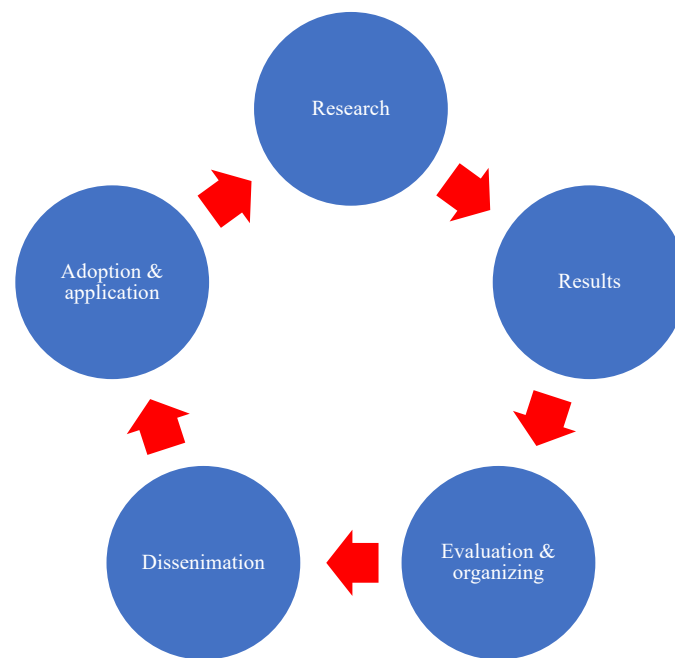 Research
Results
Evaluation &
organizing
Dissenimation
Adoption &
application